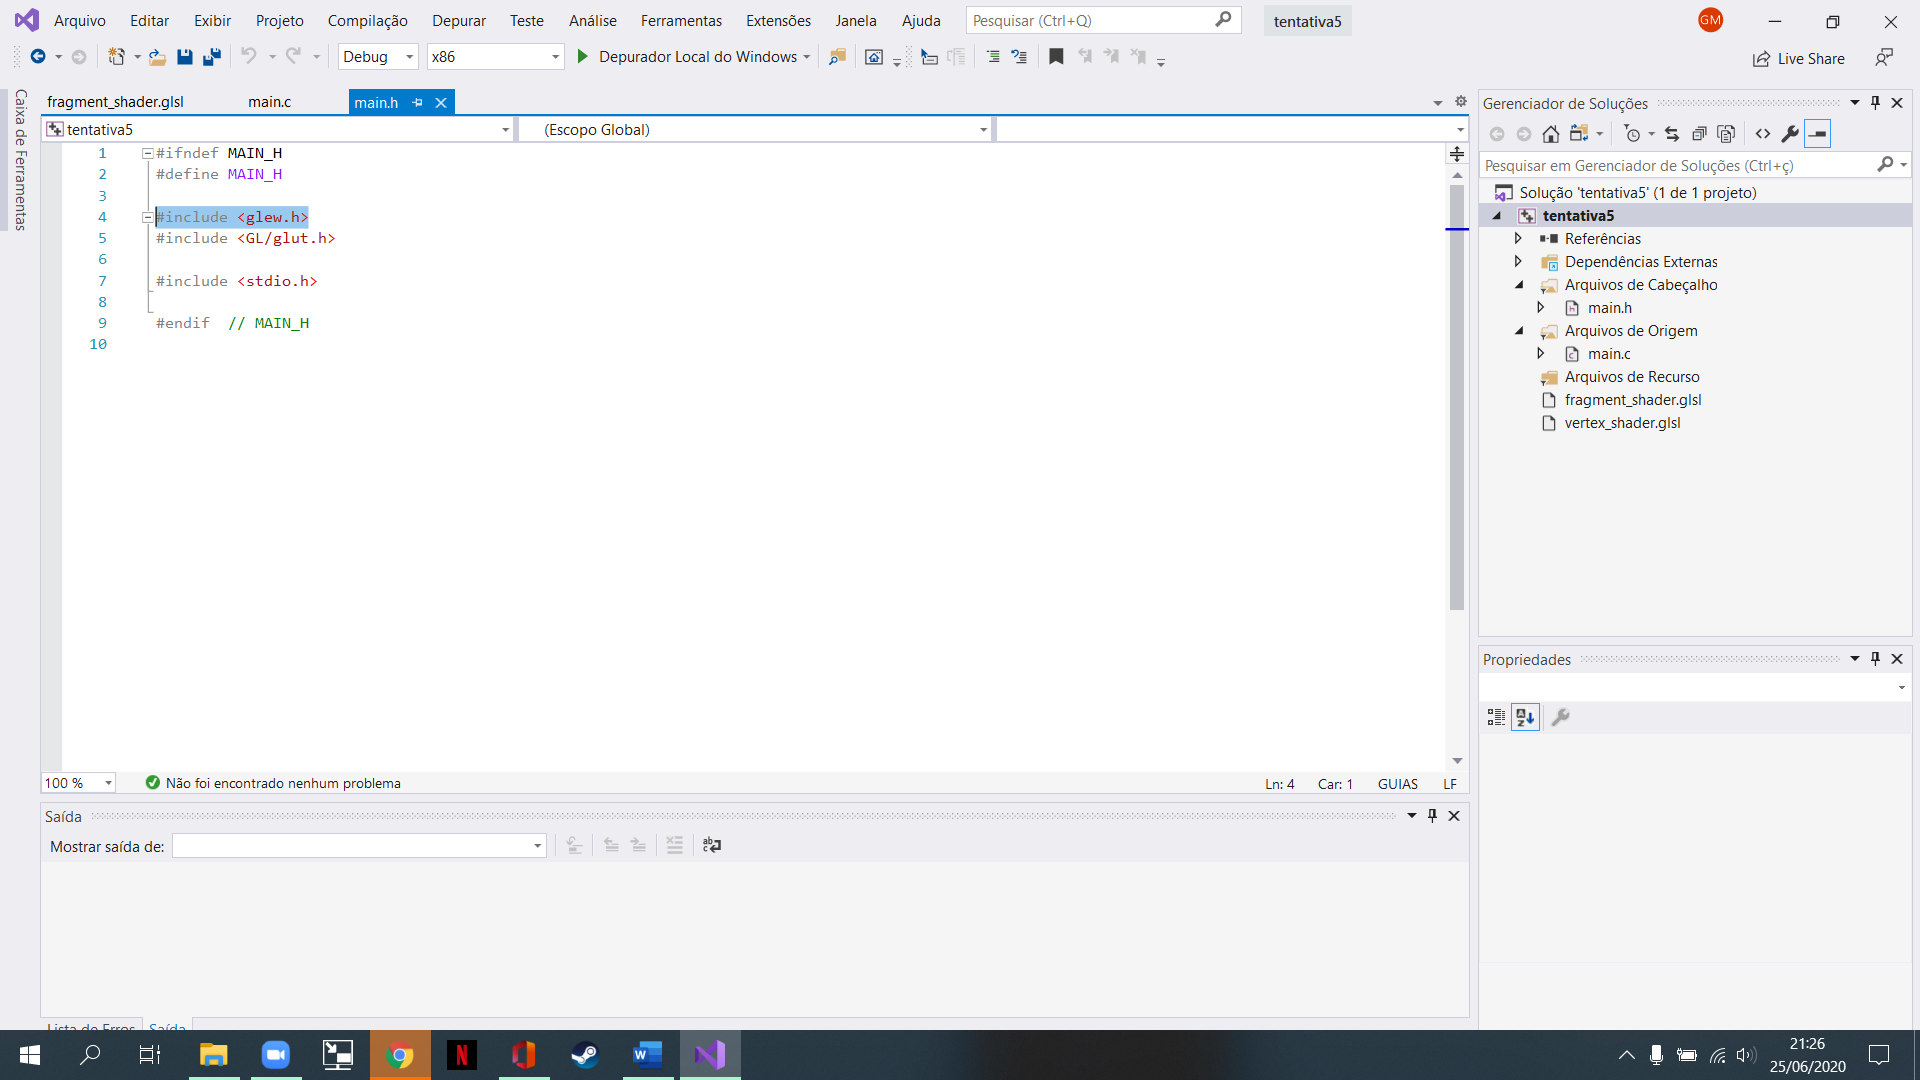 Arquivo Editar Exibir Projeto Compilação Depurar Teste Análise Ferramentas Extensões Janela Ajuda Pesquisar (Ctrl+Q) tentativa5 GM
Debug x86 Depurador Local do Windows Live Share
Caixa de Ferramentas
fragment_shader.glsl main.c main.h
tentativa5 (Escopo Global)
1 #ifndef MAIN_H
2 #define MAIN_H
3
4 #include <glew.h>
5 #include <GL/glut.h>
6
7 #include <stdio.h>
8
9 #endif // MAIN_H
10
100 % Não foi encontrado nenhum problema Ln: 4 Car: 1 GUIAS LF
Saída
Mostrar saída de:
Lista de Erros Saída
Gerenciador de Soluções
Pesquisar em Gerenciador de Soluções (Ctrl+ç)
Solução 'tentativa5' (1 de 1 projeto)
tentativa5
Referências
Dependências Externas
Arquivos de Cabeçalho
main.h
Arquivos de Origem
main.c
Arquivos de Recurso
fragment_shader.glsl
vertex_shader.glsl
Propriedades
21:26
25/06/2020